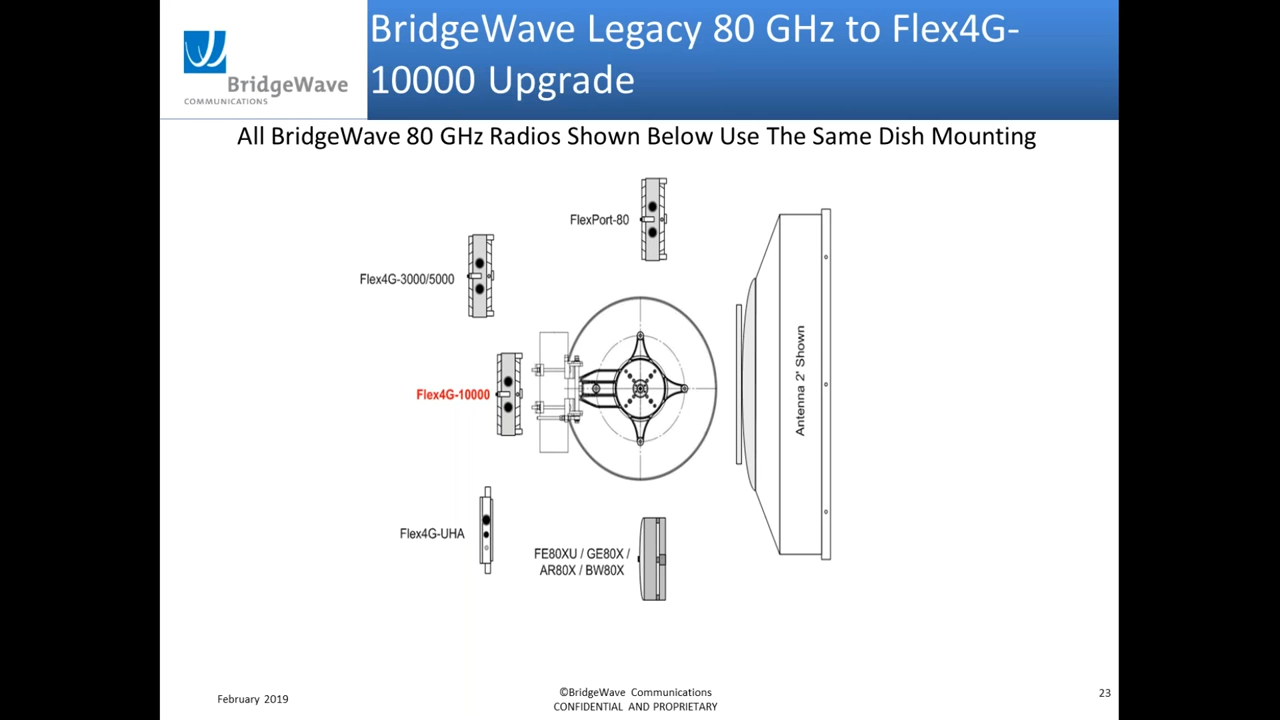 BridgeWave
COMMUNICATIONS
BridgeWave Legacy 80 GHz to Flex4G-
10000 Upgrade
All BridgeWave 80 GHz Radios Shown Below Use The Same Dish Mounting
FlexPort-80
Flex4G-3000/5000
Flex4G-10000
Antenna 2' Shown
Flex4G-UHA
FE80XU / GE80X /
AR80X / BW80X
February 2019
©BridgeWave Communications
CONFIDENTIAL AND PROPRIETARY
23